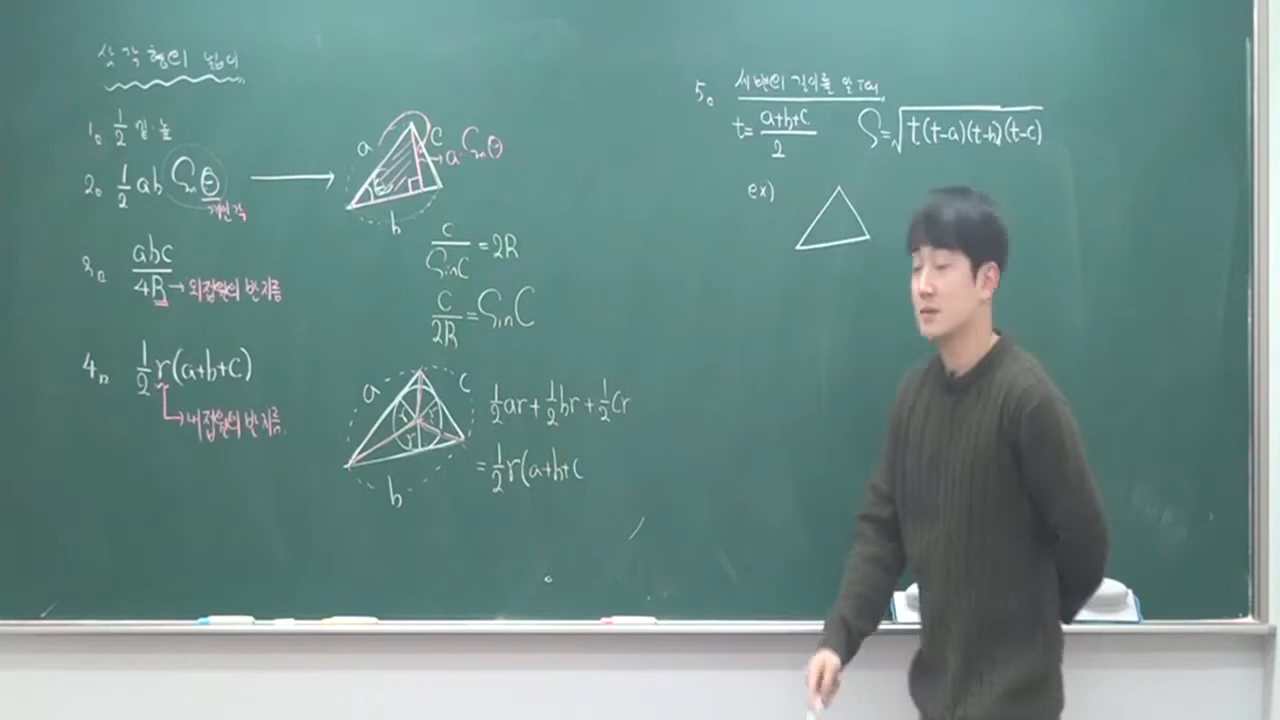 삼각형의 넓이
1. 1/2 밑·높
2. 1/2 ab Sinθ
끼인각
3. abc/4R → 외접원의 반지름
4. 1/2 r(a+b+c)
→ 내접원의 반지름
a c
a·Sinθ
θ
b
c/SinC = 2R
c/2R = SinC
a c
r r
r
b
1/2 ar + 1/2 br + 1/2 cr
= 1/2 r(a+b+c
5. 세 변의 길이를 알 때
t = a+b+c/2 S = √t(t-a)(t-b)(t-c)
ex)